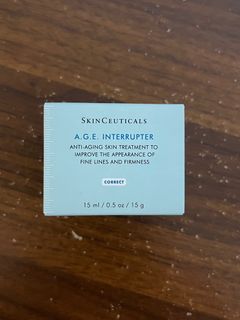 SKINCEUTICALS
A.G.E. INTERRUPTER
ANTI-AGING SKIN TREATMENT TO
IMPROVE THE APPEARANCE OF
FINE LINES AND FIRMNESS
CORRECT
15 ml / 0.5 oz / 15 g